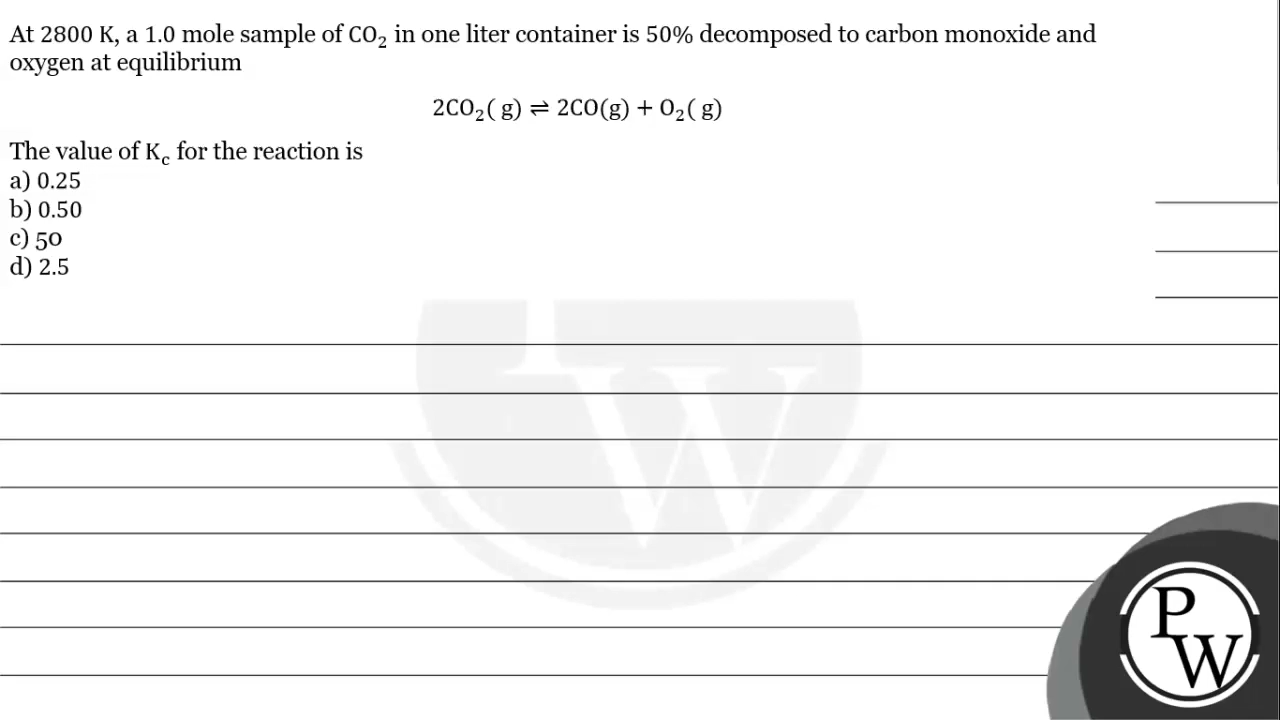 At 2800 K, a 1.0 mole sample of CO₂ in one liter container is 50% decomposed to carbon monoxide and
oxygen at equilibrium
2CO₂( g) ⇌ 2CO(g) + O₂( g)
The value of K꜀ for the reaction is
a) 0.25
b) 0.50
c) 50
d) 2.5
W
P
W